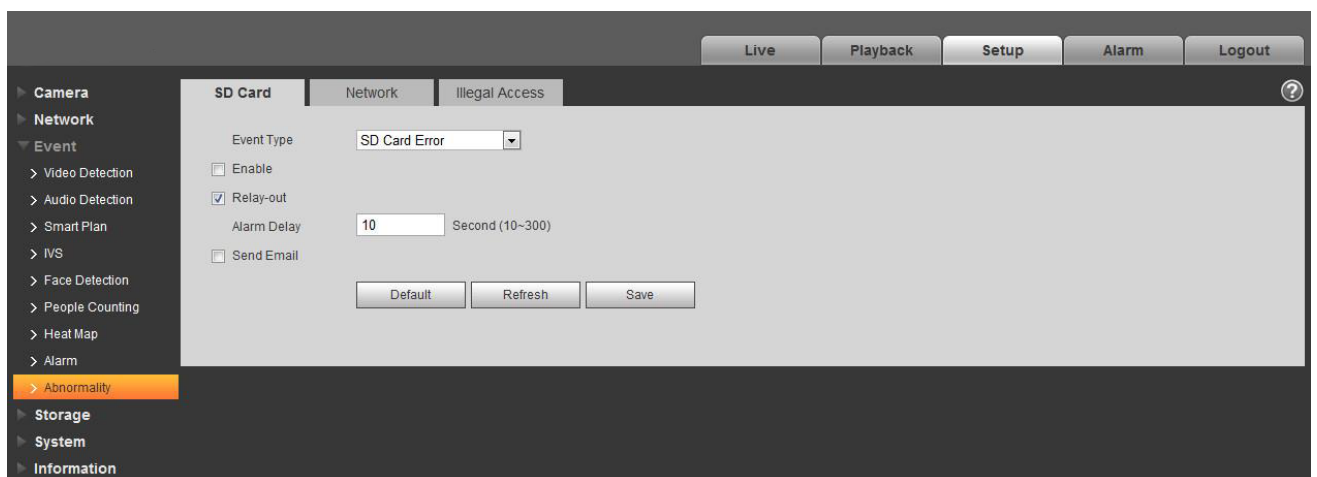 Live Playback Setup Alarm Logout
Camera
Network
Event
Video Detection
Audio Detection
Smart Plan
IVS
Face Detection
People Counting
Heat Map
Alarm
Abnormality
Storage
System
Information
SD Card Network Illegal Access
?
Event Type SD Card Error
Enable
Relay-out
Alarm Delay 10 Second (10~300)
Send Email
Default Refresh Save